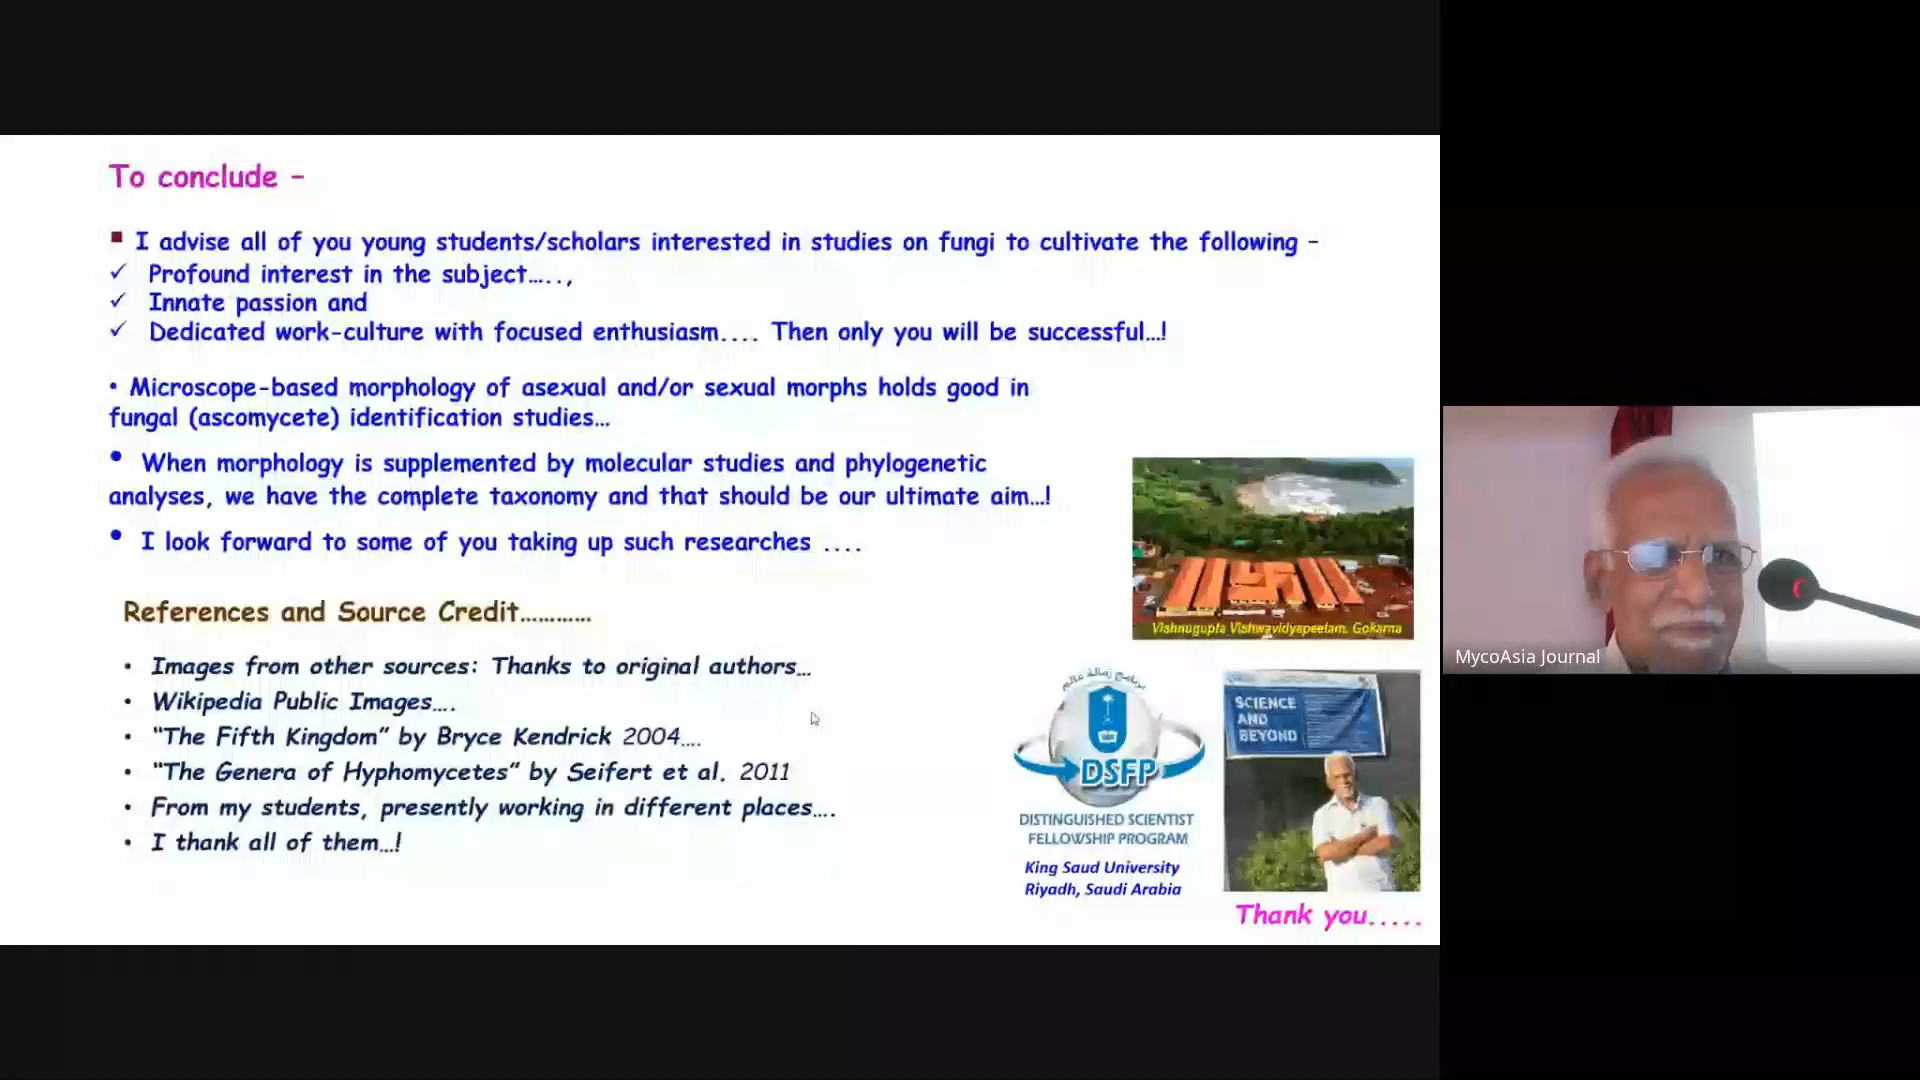 To conclude –
▪ I advise all of you young students/scholars interested in studies on fungi to cultivate the following –
✓ Profound interest in the subject…..,
✓ Innate passion and
✓ Dedicated work-culture with focused enthusiasm.... Then only you will be successful…!
• Microscope-based morphology of asexual and/or sexual morphs holds good in
fungal (ascomycete) identification studies…
• When morphology is supplemented by molecular studies and phylogenetic
analyses, we have the complete taxonomy and that should be our ultimate aim…!
• I look forward to some of you taking up such researches ....
Vishnugupta Vishwavidyapeetam, Gokarna
References and Source Credit…………
• Images from other sources: Thanks to original authors…
• Wikipedia Public Images….
• “The Fifth Kingdom” by Bryce Kendrick 2004….
• “The Genera of Hyphomycetes” by Seifert et al. 2011
• From my students, presently working in different places….
• I thank all of them…!
برنامج زمالة عالم
DSFP
DISTINGUISHED SCIENTIST
FELLOWSHIP PROGRAM
King Saud University
Riyadh, Saudi Arabia
SCIENCE
AND
BEYOND
Thank you.....
MycoAsia Journal